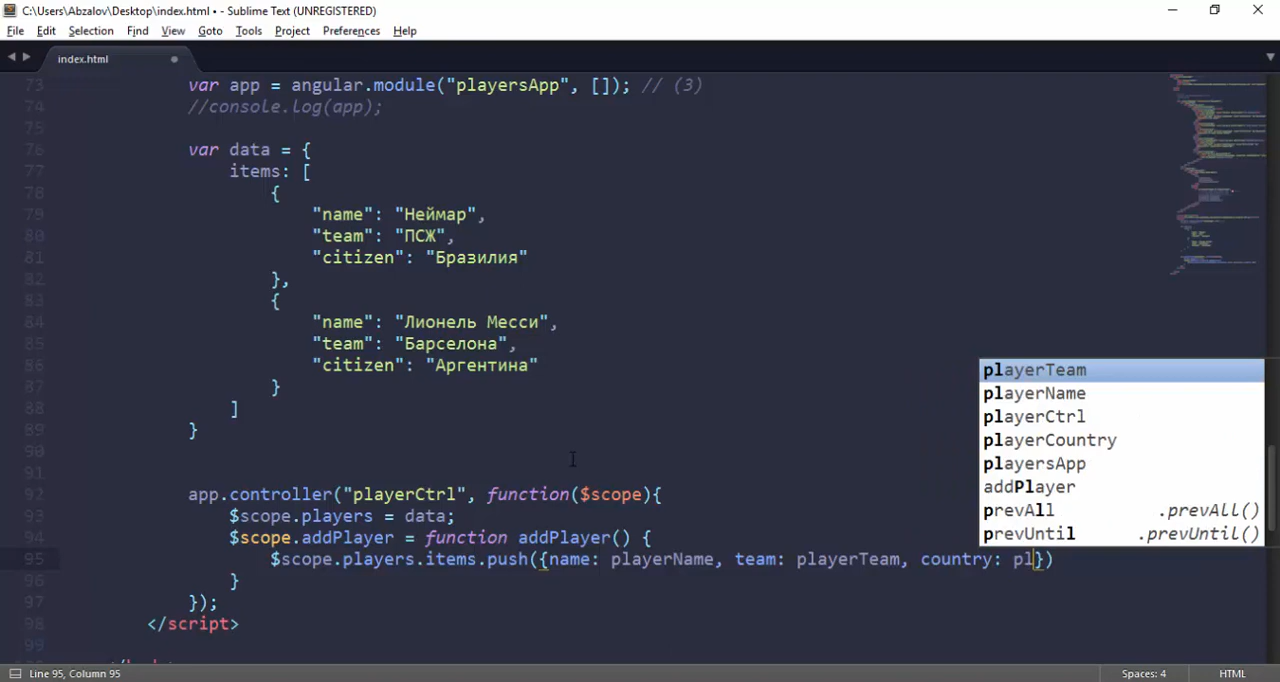 C:\Users\Abzalov\Desktop\index.html • - Sublime Text (UNREGISTERED)
File Edit Selection Find View Goto Tools Project Preferences Help
index.html
73 var app = angular.module("playersApp", []); // (3)
74 //console.log(app);
75
76 var data = {
77 items: [
78 {
79 "name": "Неймар",
80 "team": "ПСЖ",
81 "citizen": "Бразилия"
82 },
83 {
84 "name": "Лионель Месси",
85 "team": "Барселона",
86 "citizen": "Аргентина"
87 }
88 ]
89 }
90
91
92 app.controller("playerCtrl", function($scope){
93 $scope.players = data;
94 $scope.addPlayer = function addPlayer() {
95 $scope.players.items.push({name: playerName, team: playerTeam, country: pl})
96 }
97 });
98 </script>
99
playerTeam
playerName
playerCtrl
playerCountry
playersApp
addPlayer
prevAll .prevAll()
prevUntil .prevUntil()
Line 95, Column 95
Spaces: 4
HTML